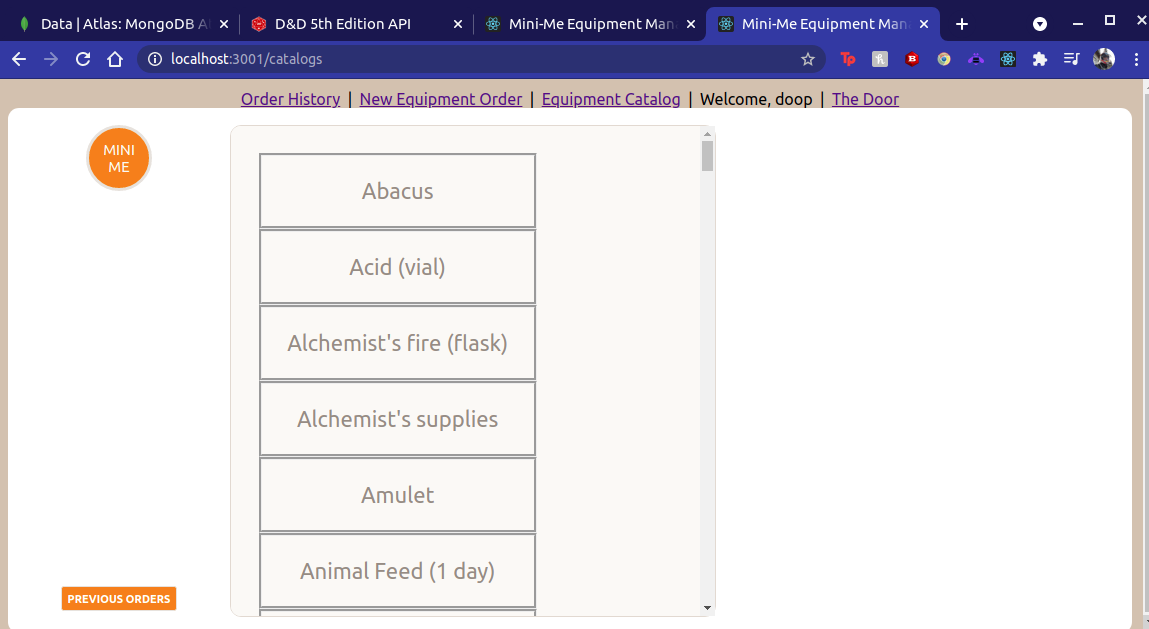 Data | Atlas: MongoDB A
D&D 5th Edition API
Mini-Me Equipment Man
Mini-Me Equipment Man
localhost:3001/catalogs
Tp
B
Order History | New Equipment Order | Equipment Catalog | Welcome, doop | The Door
MINI
ME
Abacus
Acid (vial)
Alchemist's fire (flask)
Alchemist's supplies
Amulet
Animal Feed (1 day)
PREVIOUS ORDERS